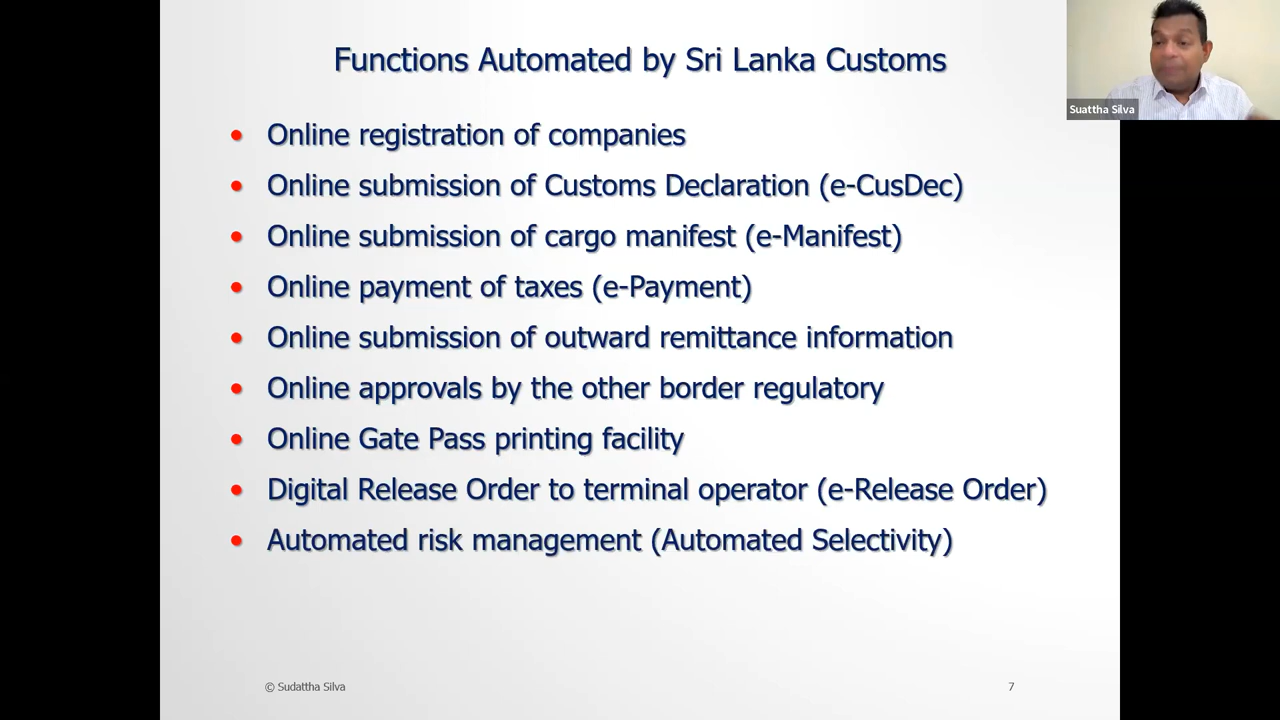 Functions Automated by Sri Lanka Customs
Suattha Silva
• Online registration of companies
• Online submission of Customs Declaration (e-CusDec)
• Online submission of cargo manifest (e-Manifest)
• Online payment of taxes (e-Payment)
• Online submission of outward remittance information
• Online approvals by the other border regulatory
• Online Gate Pass printing facility
• Digital Release Order to terminal operator (e-Release Order)
• Automated risk management (Automated Selectivity)
© Sudattha Silva
7